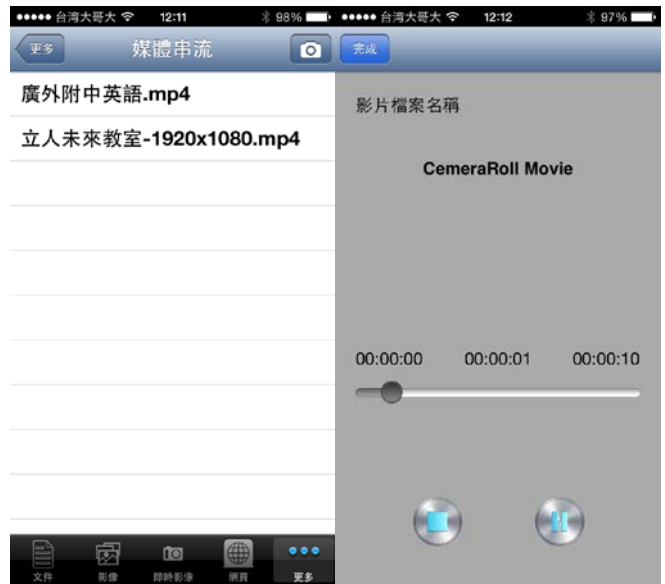 台湾大哥大 12:11 98%
更多 媒體串流
廣外附中英語.mp4
立人未來教室-1920x1080.mp4
文件 影像 即時影像 網頁 更多
台湾大哥大 12:12 97%
完成
影片檔案名稱
CemeraRoll Movie
00:00:00 00:00:01 00:00:10